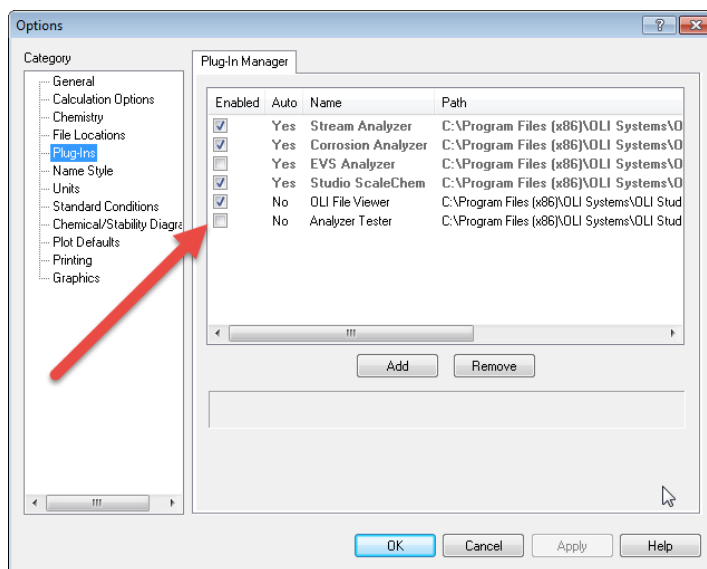 Options
Category
General
Calculation Options
Chemistry
File Locations
Plug-Ins
Name Style
Units
Standard Conditions
Chemical/Stability Diagra
Plot Defaults
Printing
Graphics
Plug-In Manager
Enabled Auto Name Path
Yes Stream Analyzer C:\Program Files (x86)\OLI Systems\O
Yes Corrosion Analyzer C:\Program Files (x86)\OLI Systems\O
Yes EVS Analyzer C:\Program Files (x86)\OLI Systems\O
Yes Studio ScaleChem C:\Program Files (x86)\OLI Systems\O
No OLI File Viewer C:\Program Files (x86)\OLI Systems\OLI Stud
No Analyzer Tester C:\Program Files (x86)\OLI Systems\OLI Stud
Add Remove
OK Cancel Apply Help